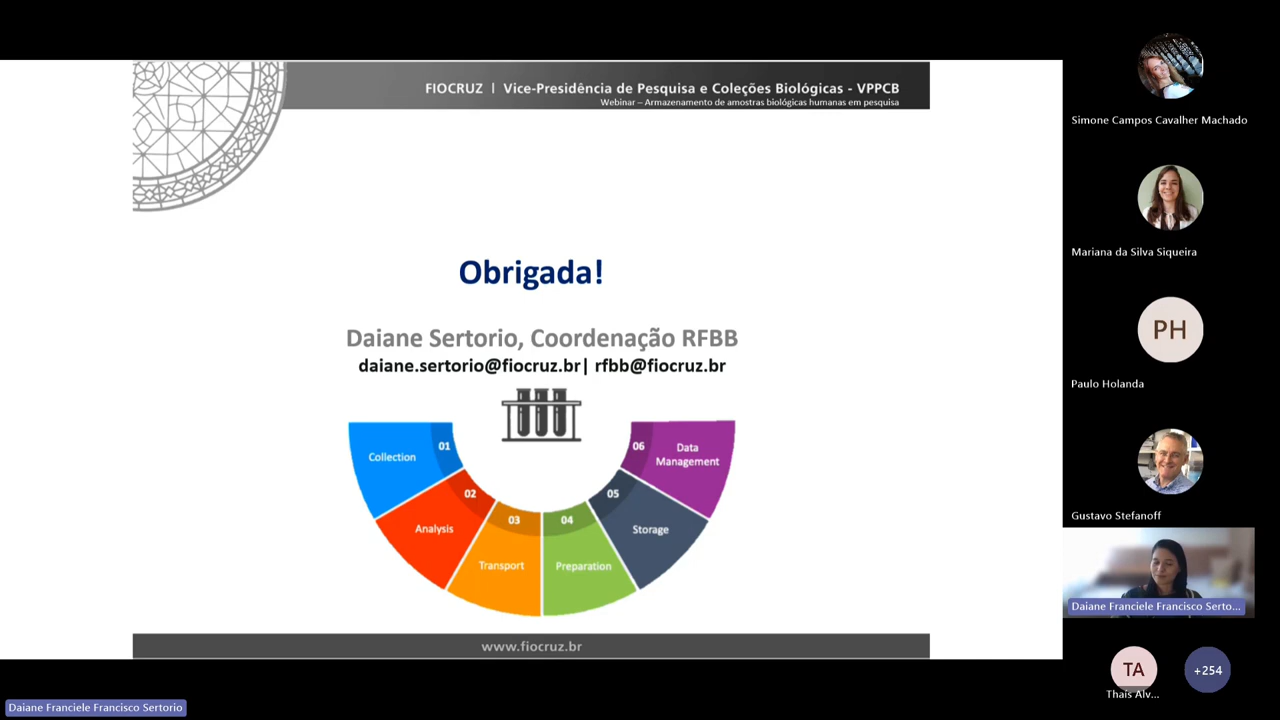 FIOCRUZ | Vice-Presidência de Pesquisa e Coleções Biológicas - VPPCB
Webinar – Armazenamento de amostras biológicas humanas em pesquisa
Obrigada!
Daiane Sertorio, Coordenação RFBB
daiane.sertorio@fiocruz.br| rfbb@fiocruz.br
01
Collection
02
Analysis
03
Transport
04
Preparation
05
Storage
06
Data
Management
www.fiocruz.br
Daiane Franciele Francisco Sertorio
Simone Campos Cavalher Machado
Mariana da Silva Siqueira
PH
Paulo Holanda
Gustavo Stefanoff
Daiane Franciele Francisco Serto...
TA
Thaís Alv...
+254